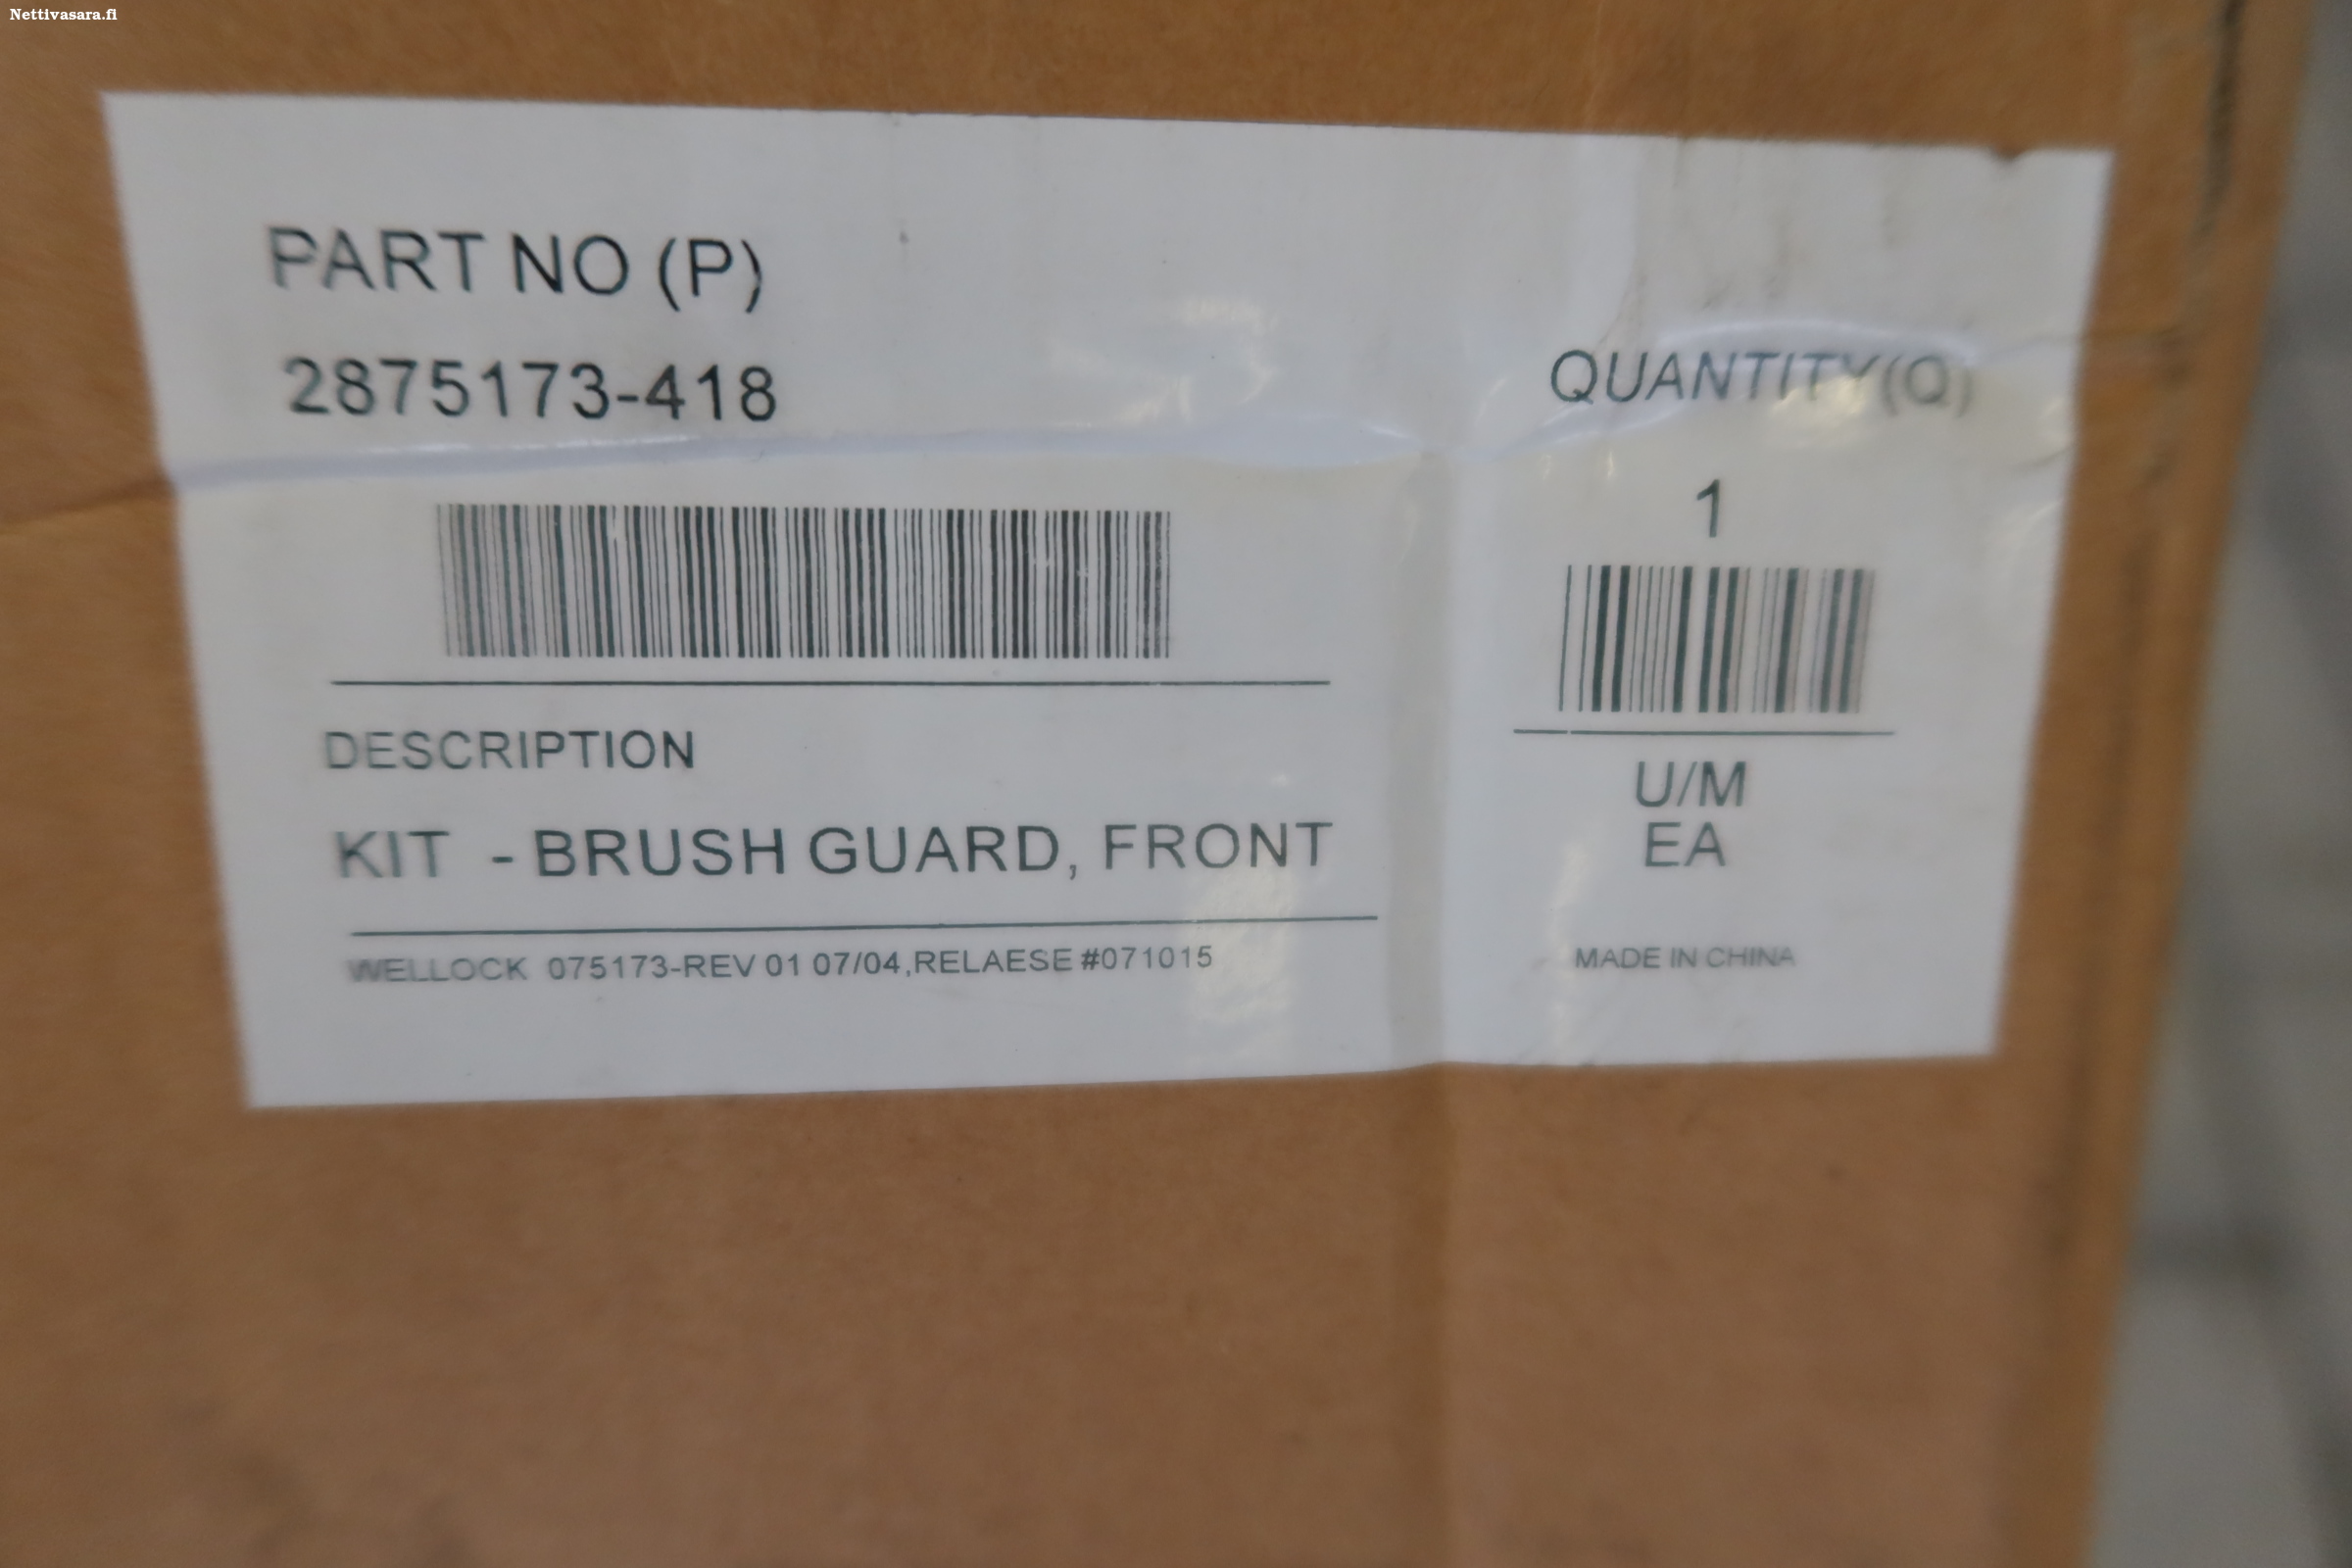 Nettivasara.fi
PART NO (P)
2875173-418
QUANTITY(Q)
1
DESCRIPTION
KIT - BRUSH GUARD, FRONT
U/M
EA
WELLOCK 075173-REV 01 07/04,RELAESE #071015
MADE IN CHINA